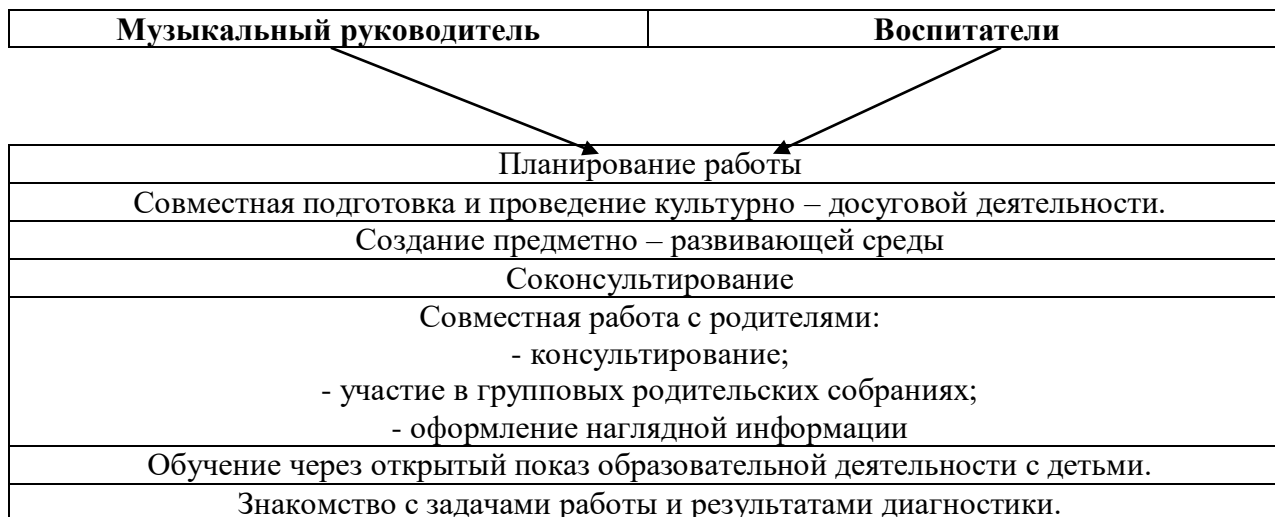 Музыкальный руководитель
Воспитатели
Планирование работы
Совместная подготовка и проведение культурно – досуговой деятельности.
Создание предметно – развивающей среды
Соконсультирование
Совместная работа с родителями:
- консультирование;
- участие в групповых родительских собраниях;
- оформление наглядной информации
Обучение через открытый показ образовательной деятельности с детьми.
Знакомство с задачами работы и результатами диагностики.